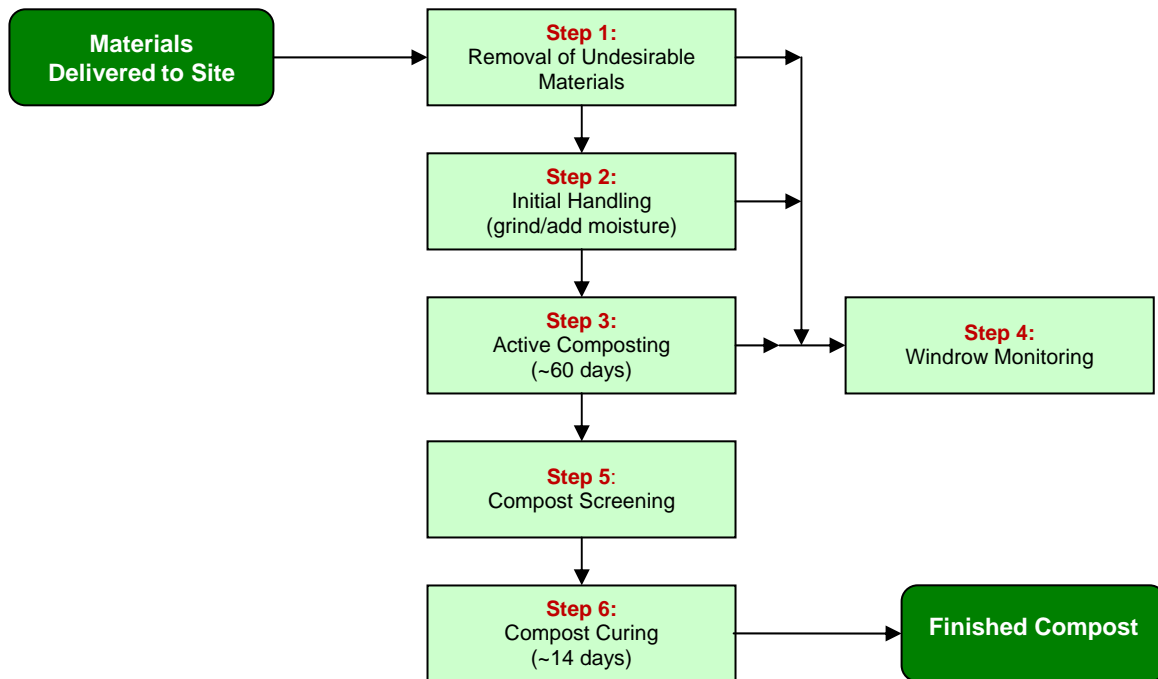 Materials
Delivered to Site
Step 1:
Removal of Undesirable
Materials
Step 2:
Initial Handling
(grind/add moisture)
Step 3:
Active Composting
(~60 days)
Step 4:
Windrow Monitoring
Step 5:
Compost Screening
Step 6:
Compost Curing
(~14 days)
Finished Compost